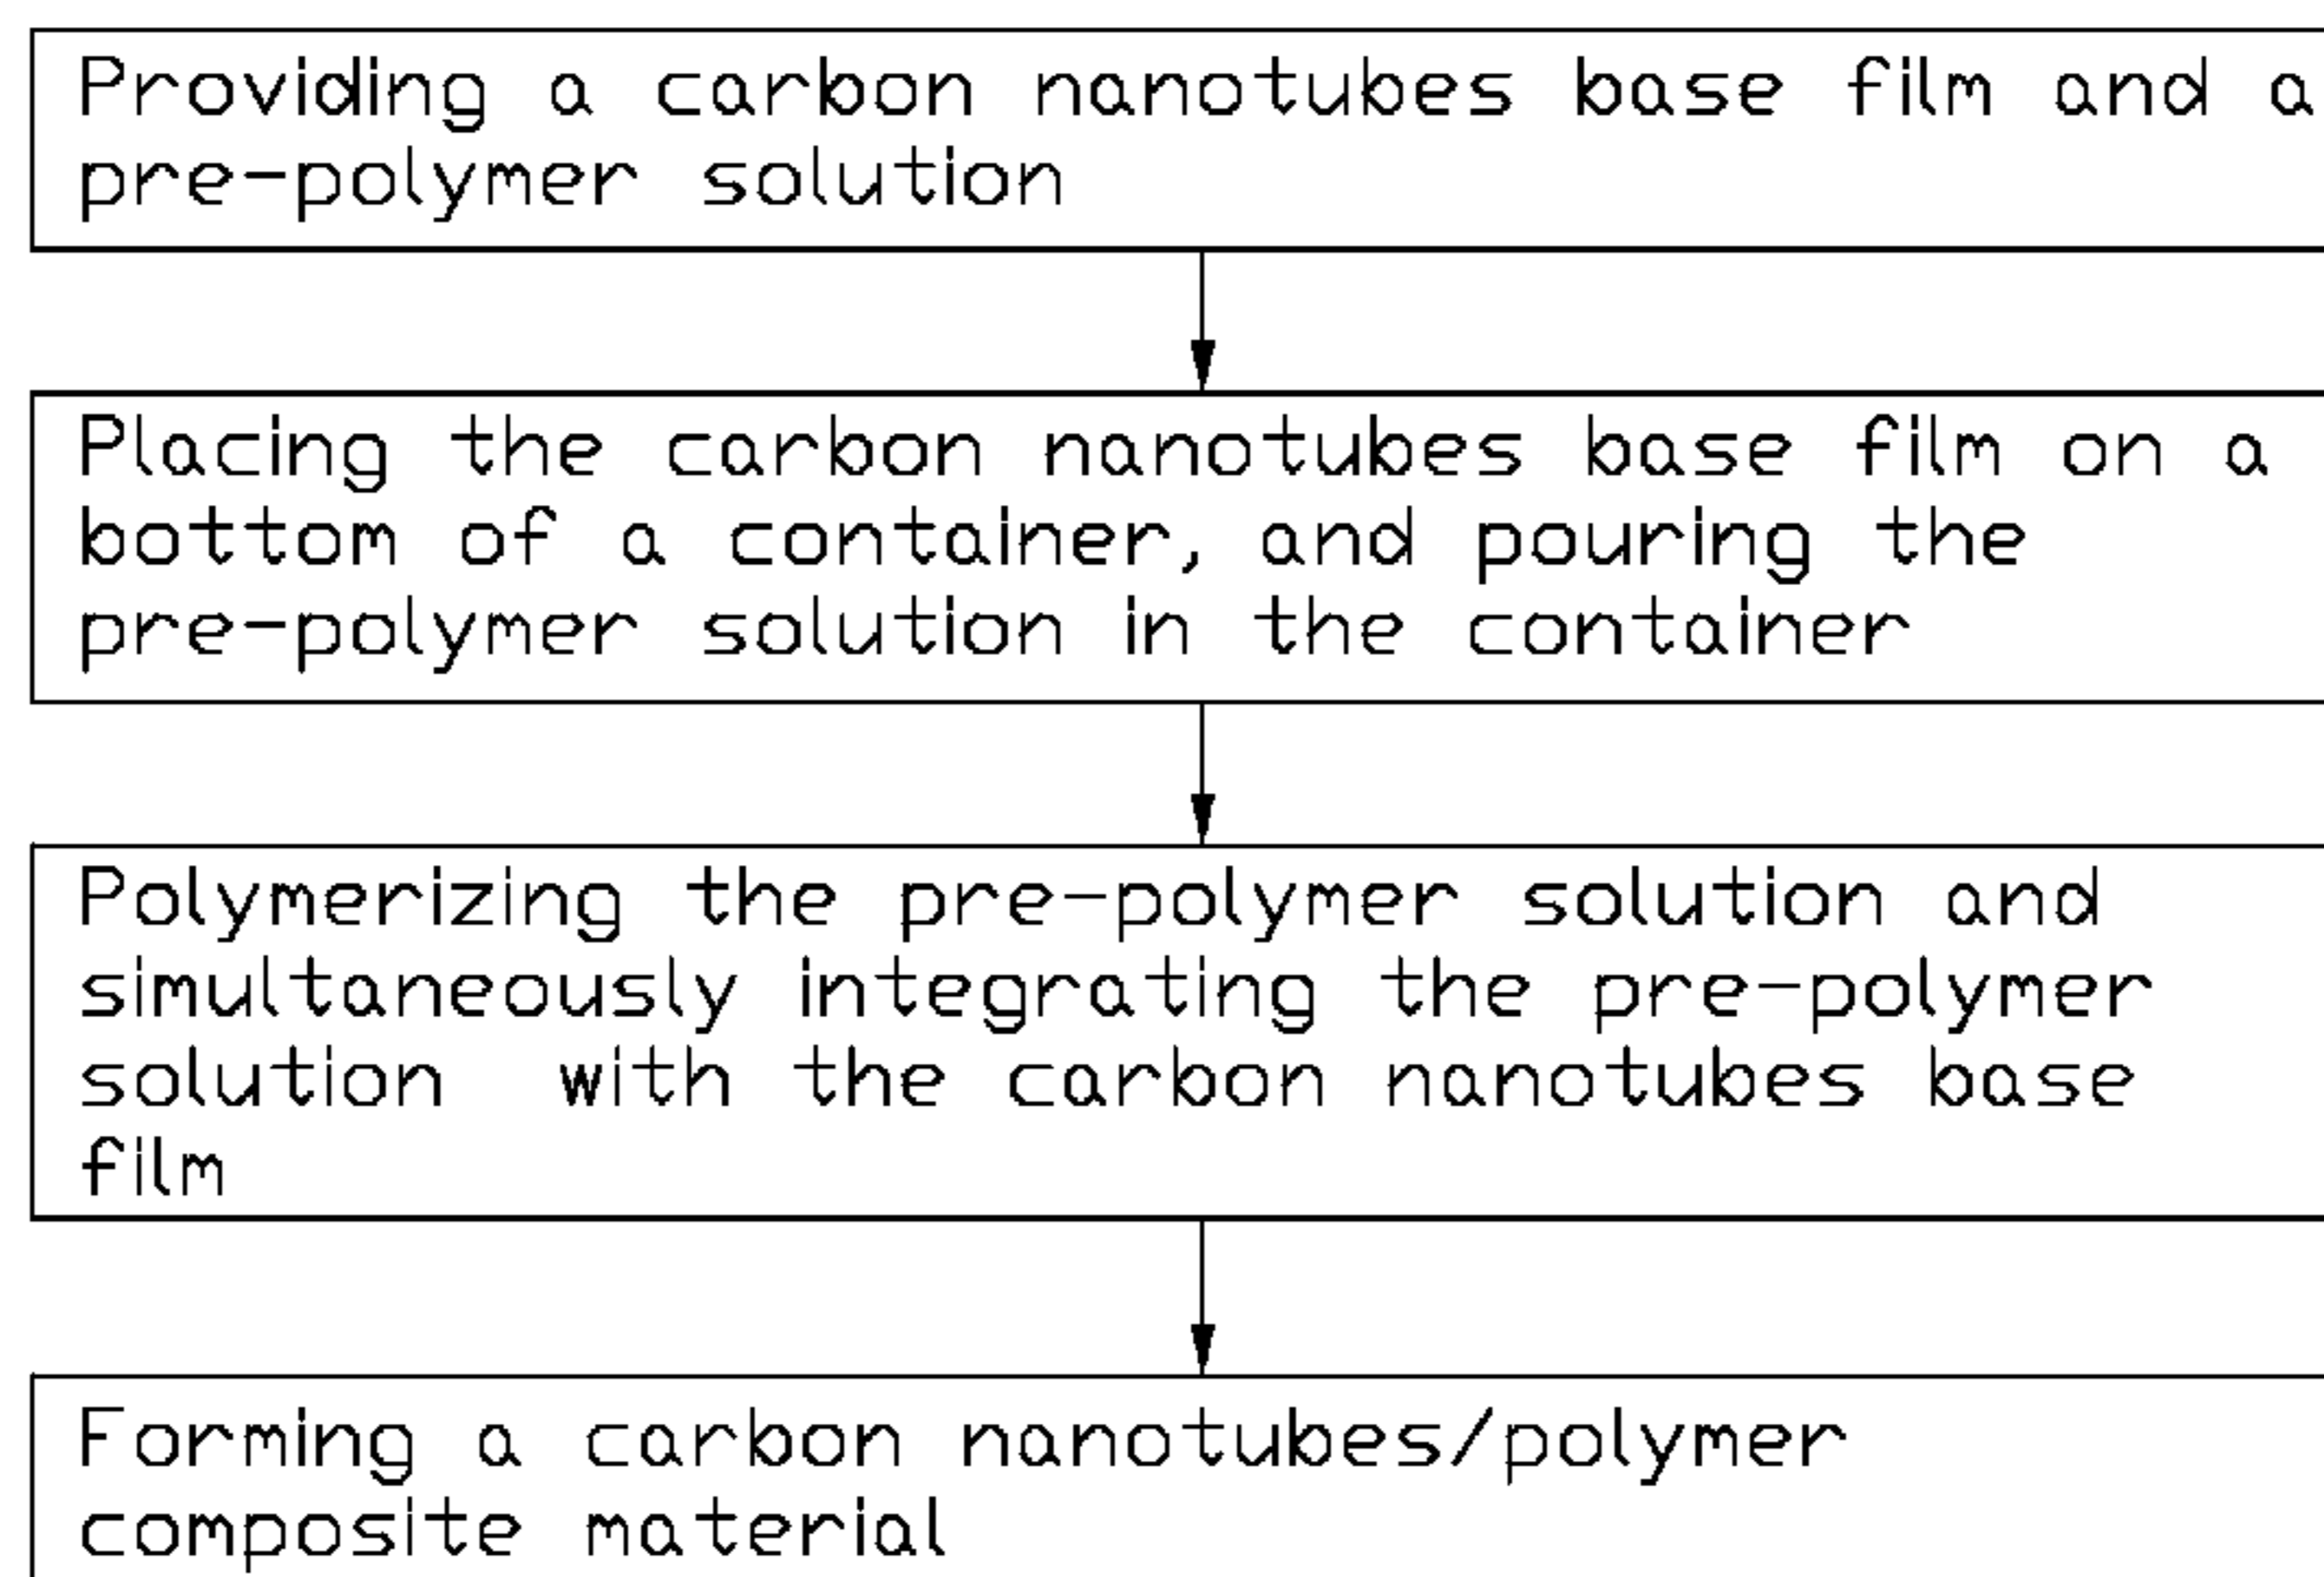 Providing a carbon nanotubes base film and a
pre-polymer solution
Placing the carbon nanotubes base film on a
bottom of a container, and pouring the
pre-polymer solution in the container
Polymerizing the pre-polymer solution and
simultaneously integrating the pre-polymer
solution with the carbon nanotubes base
film
Forming a carbon nanotubes/polymer
composite material